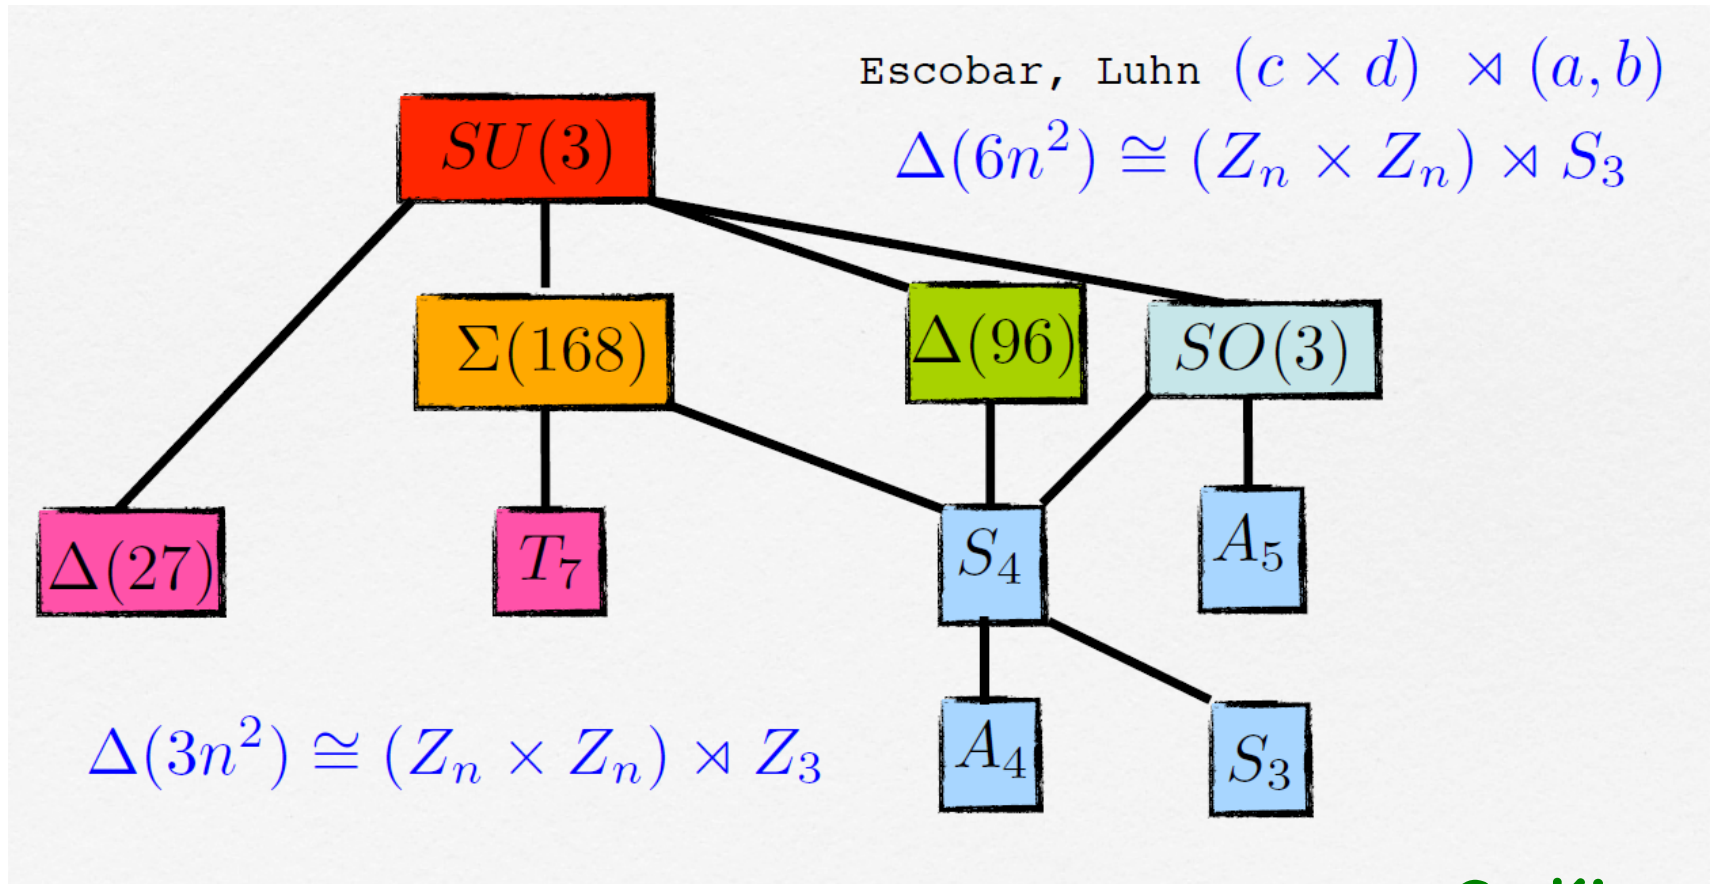 Escobar, Luhn (c × d) ⋊ (a, b)
Δ(6n²) ≅ (Zₙ × Zₙ) ⋊ S₃
SU(3)
Σ(168)
Δ(96)
SO(3)
Δ(27)
T₇
S₄
A₅
A₄
S₃
Δ(3n²) ≅ (Zₙ × Zₙ) ⋊ Z₃